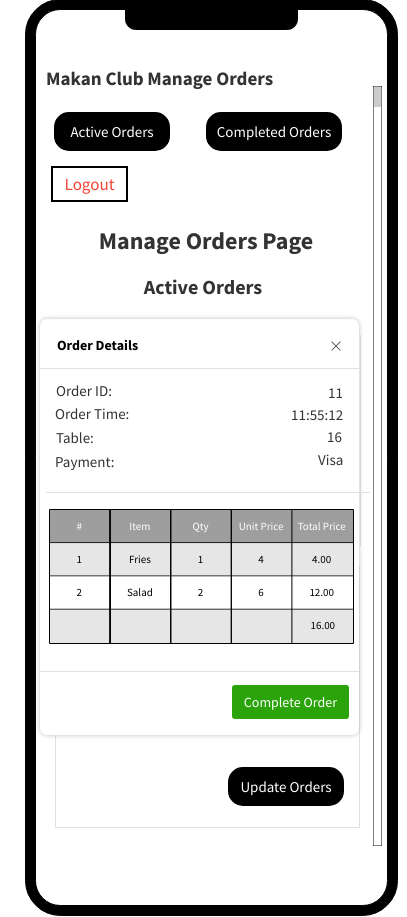 Makan Club Manage Orders
Active Orders Completed Orders
Logout
Manage Orders Page
Active Orders
Order Details
Order ID: 11
Order Time: 11:55:12
Table: 16
Payment: Visa
# Item Qty Unit Price Total Price
1 Fries 1 4 4.00
2 Salad 2 6 12.00
16.00
Complete Order
Update Orders